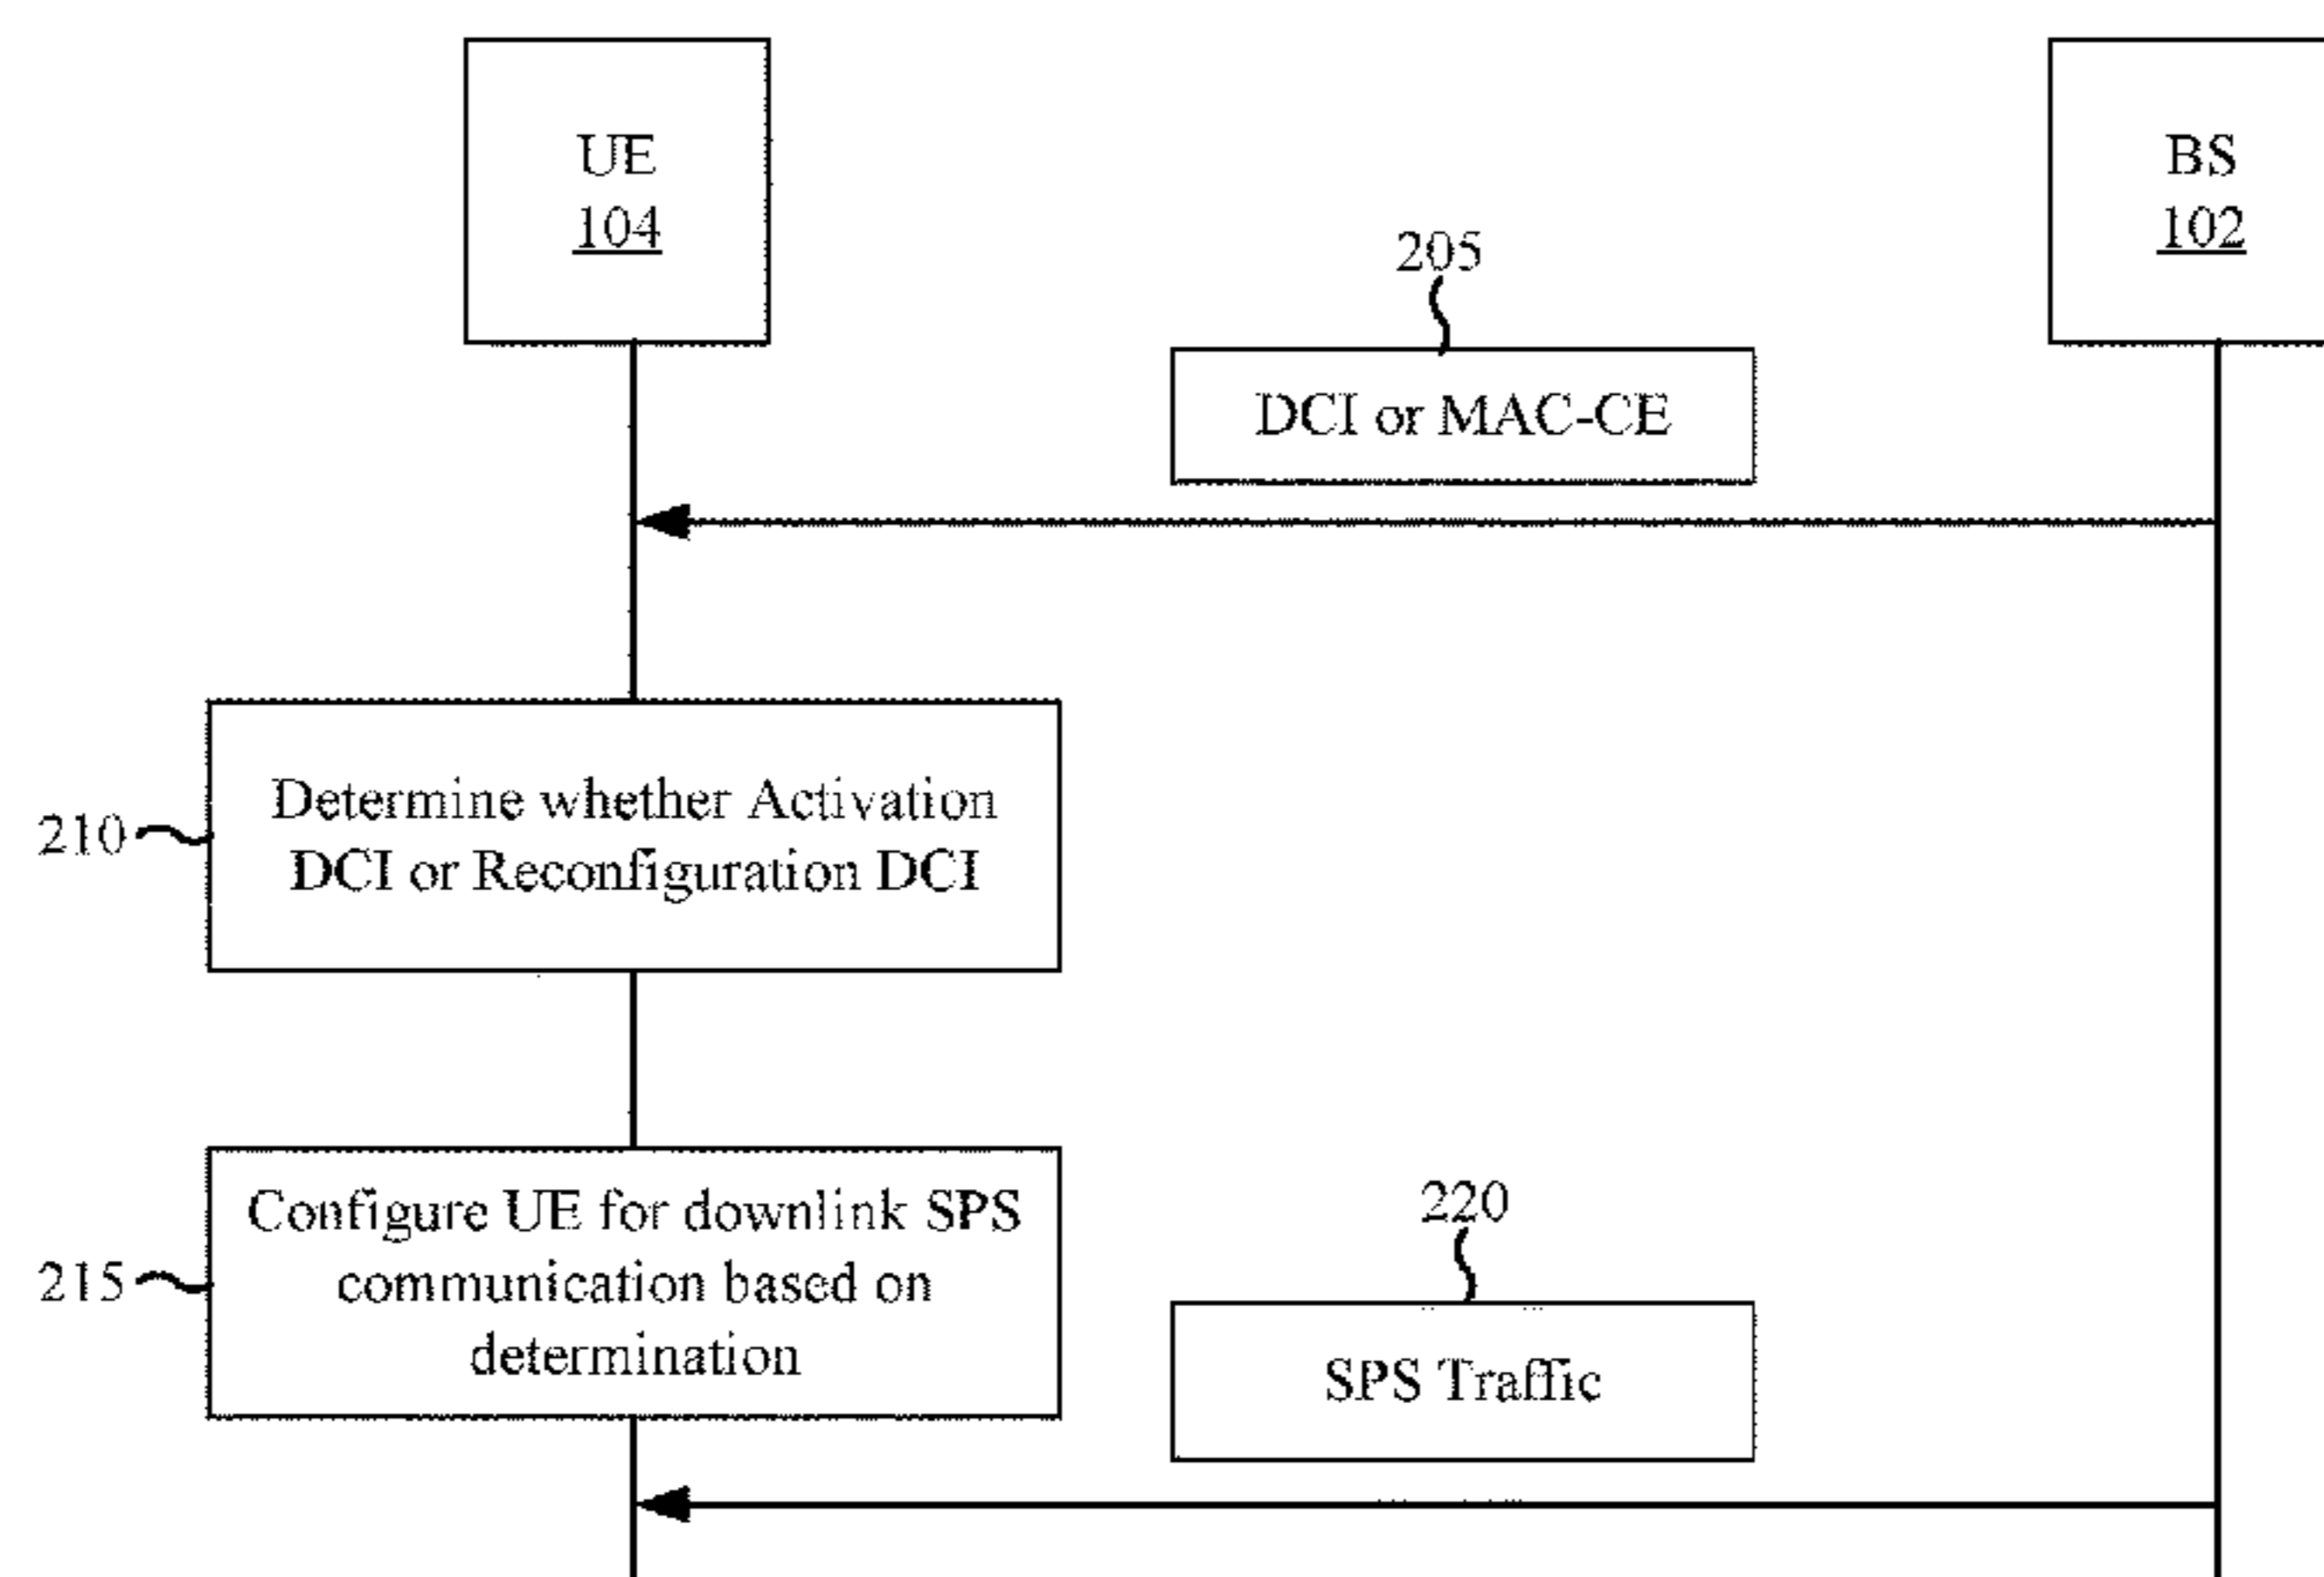 UE
104
BS
102
205
DCI or MAC-CE
210
Determine whether Activation
DCI or Reconfiguration DCI
215
Configure UE for downlink SPS
communication based on
determination
220
SPS Traffic